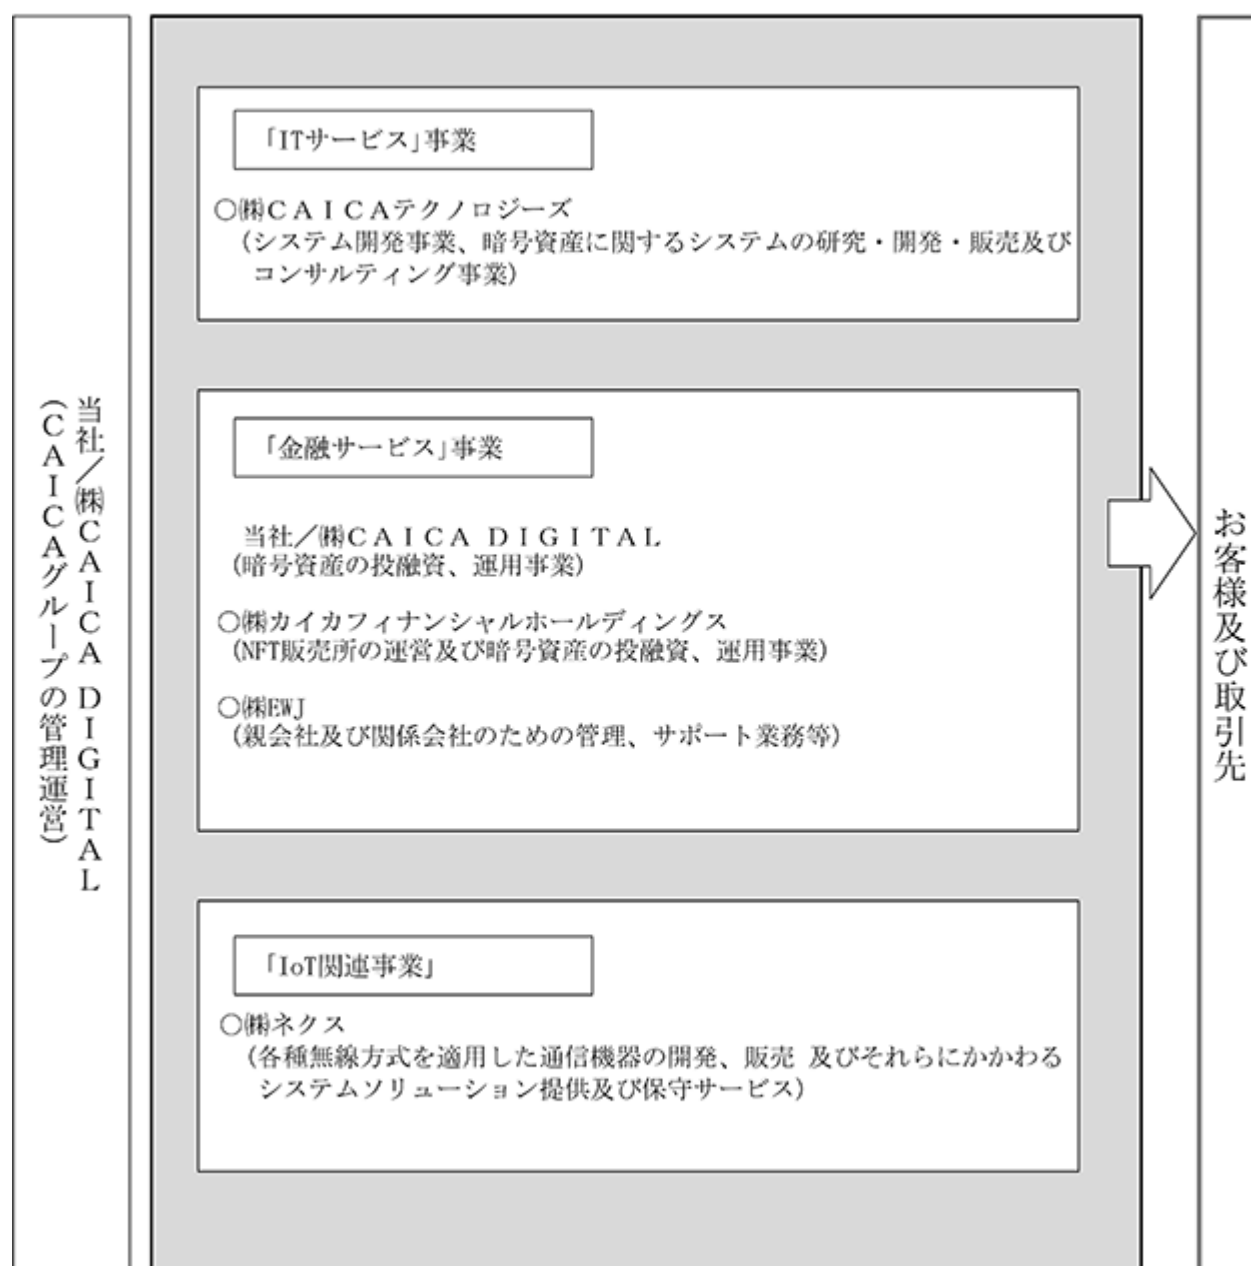 当社／㈱ＣＡＩＣＡ ＤＩＧＩＴＡＬ
（ＣＡＩＣＡグループの管理運営）
「ITサービス」事業
○㈱ＣＡＩＣＡテクノロジーズ
（システム開発事業、暗号資産に関するシステムの研究・開発・販売及び
コンサルティング事業）
「金融サービス」事業
当社／㈱ＣＡＩＣＡ ＤＩＧＩＴＡＬ
（暗号資産の投融資、運用事業）
○㈱カイカフィナンシャルホールディングス
（NFT販売所の運営及び暗号資産の投融資、運用事業）
○㈱EWJ
（親会社及び関係会社のための管理、サポート業務等）
「IoT関連事業」
○㈱ネクス
（各種無線方式を適用した通信機器の開発、販売 及びそれらにかかわる
システムソリューション提供及び保守サービス）
お客様及び取引先